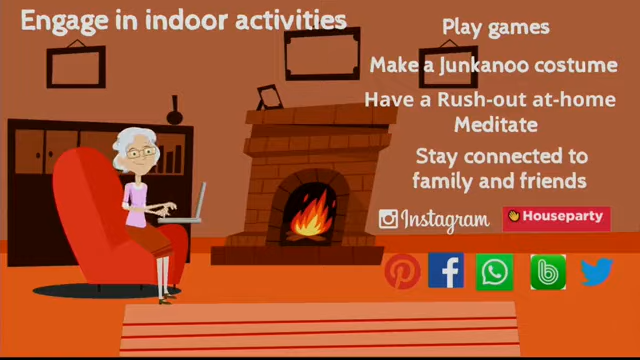 Engage in indoor activities
Play games
Make a Junkanoo costume
Have a Rush-out at-home
Meditate
Stay connected to
family and friends
Instagram
Houseparty